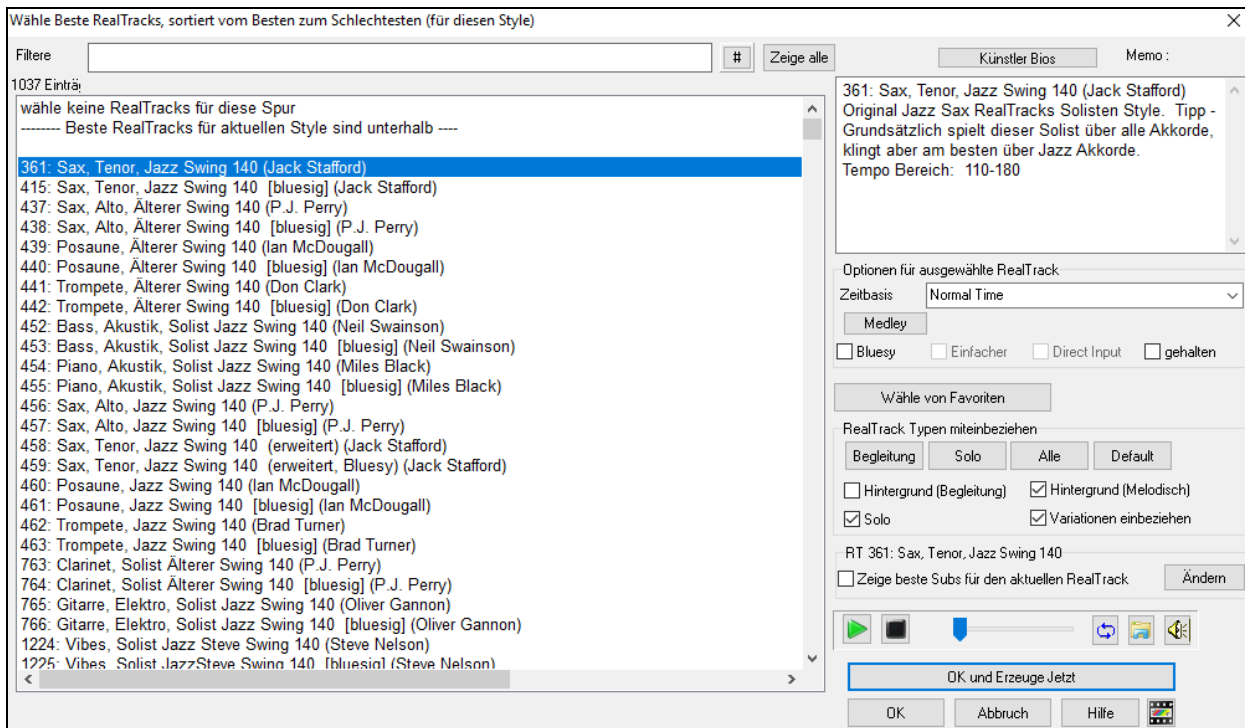 Wähle Beste RealTracks, sortiert vom Besten zum Schlechtesten (für diesen Style)
Filtere
#
Zeige alle
Künstler Bios
Memo :
1037 Einträ
wähle keine RealTracks für diese Spur
-------- Beste RealTracks für aktuellen Style sind unterhalb ----
361: Sax, Tenor, Jazz Swing 140 (Jack Stafford)
415: Sax, Tenor, Jazz Swing 140  [bluesig] (Jack Stafford)
437: Sax, Alto, Älterer Swing 140 (P.J. Perry)
438: Sax, Alto, Älterer Swing 140  [bluesig] (P.J. Perry)
439: Posaune, Älterer Swing 140 (Ian McDougall)
440: Posaune, Älterer Swing 140  [bluesig] (Ian McDougall)
441: Trompete, Älterer Swing 140 (Don Clark)
442: Trompete, Älterer Swing 140  [bluesig] (Don Clark)
452: Bass, Akustik, Solist Jazz Swing 140 (Neil Swainson)
453: Bass, Akustik, Solist Jazz Swing 140  [bluesig] (Neil Swainson)
454: Piano, Akustik, Solist Jazz Swing 140 (Miles Black)
455: Piano, Akustik, Solist Jazz Swing 140  [bluesig] (Miles Black)
456: Sax, Alto, Jazz Swing 140 (P.J. Perry)
457: Sax, Alto, Jazz Swing 140  [bluesig] (P.J. Perry)
458: Sax, Tenor, Jazz Swing 140  (erweitert) (Jack Stafford)
459: Sax, Tenor, Jazz Swing 140  (erweitert, Bluesy) (Jack Stafford)
460: Posaune, Jazz Swing 140 (Ian McDougall)
461: Posaune, Jazz Swing 140  [bluesig] (Ian McDougall)
462: Trompete, Jazz Swing 140 (Brad Turner)
463: Trompete, Jazz Swing 140  [bluesig] (Brad Turner)
763: Clarinet, Solist Älterer Swing 140 (P.J. Perry)
764: Clarinet, Solist Älterer Swing 140  [bluesig] (P.J. Perry)
765: Gitarre, Elektro, Solist Jazz Swing 140 (Oliver Gannon)
766: Gitarre, Elektro, Solist Jazz Swing 140  [bluesig] (Oliver Gannon)
1224: Vibes, Solist Jazz Steve Swing 140 (Steve Nelson)
1225: Vibes, Solist JazzSteve Swing 140  [bluesig] (Steve Nelson)
361: Sax, Tenor, Jazz Swing 140 (Jack Stafford)
Original Jazz Sax RealTracks Solisten Style.  Tipp -
Grundsätzlich spielt dieser Solist über alle Akkorde,
klingt aber am besten über Jazz Akkorde.
Tempo Bereich:  110-180
Optionen für ausgewählte RealTrack
Zeitbasis
Normal Time
Medley
Bluesy
Einfacher
Direct Input
gehalten
Wähle von Favoriten
RealTrack Typen miteinbeziehen
Begleitung
Solo
Alle
Default
Hintergrund (Begleitung)
Hintergrund (Melodisch)
Solo
Variationen einbeziehen
RT 361: Sax, Tenor, Jazz Swing 140
Zeige beste Subs für den aktuellen RealTrack
Ändern
OK und Erzeuge Jetzt
OK
Abbruch
Hilfe